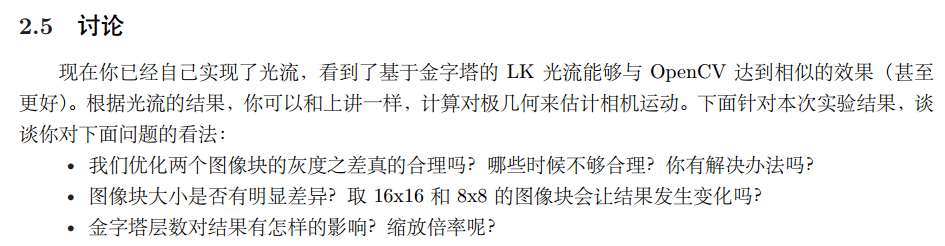 2.5 讨论
现在你已经自己实现了光流，看到了基于金字塔的 LK 光流能够与 OpenCV 达到相似的效果（甚至
更好）。根据光流的结果，你可以和上讲一样，计算对极几何来估计相机运动。下面针对本次实验结果，谈
谈你对下面问题的看法：
• 我们优化两个图像块的灰度之差真的合理吗？哪些时候不够合理？你有解决办法吗？
• 图像块大小是否有明显差异？取 16x16 和 8x8 的图像块会让结果发生变化吗？
• 金字塔层数对结果有怎样的影响？缩放倍率呢？